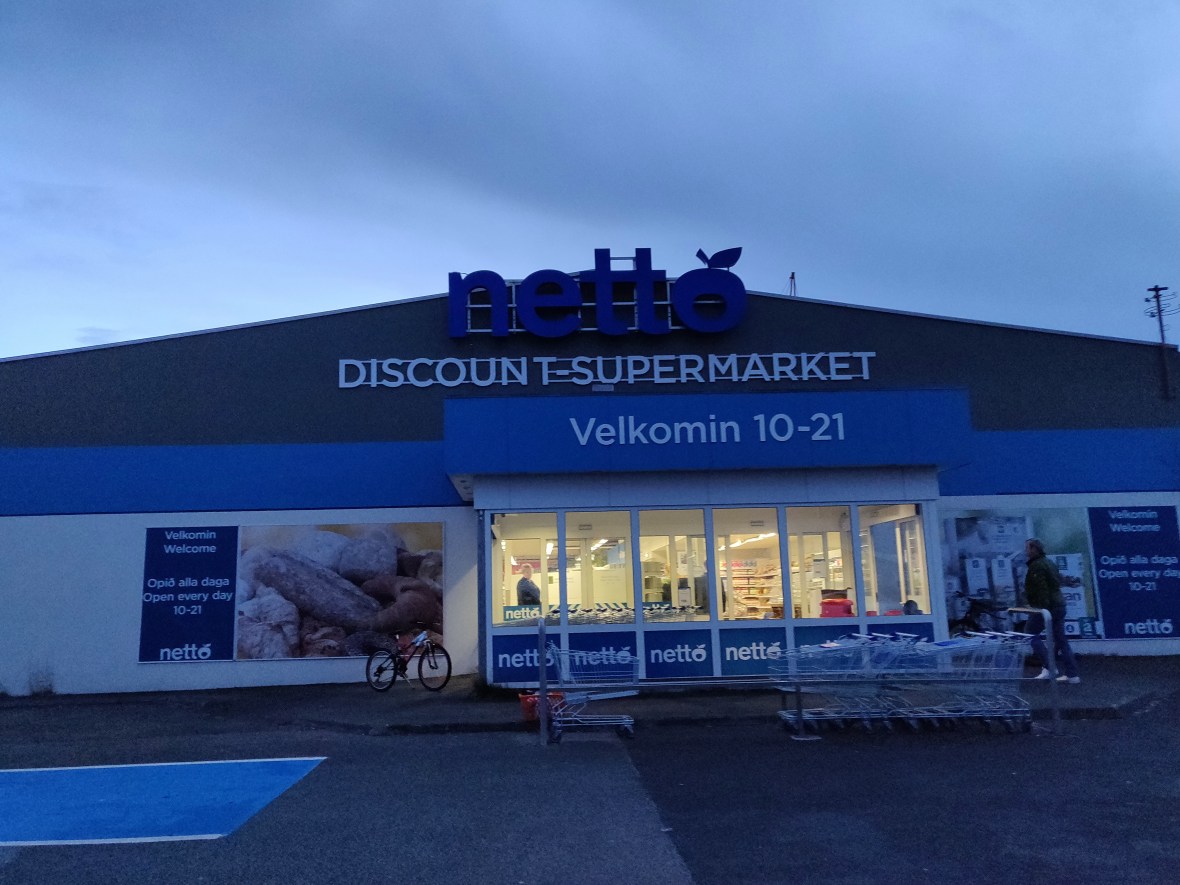 nettó
DISCOUNT-SUPERMARKET
Velkomin 10-21
Velkomin
Welcome
Opið alla daga
Open every day
10-21
nettó
nettó
nettó
nettó
nettó
nettó
Velkomin
Welcome
Opið alla daga
Open every day
10-21
nettó